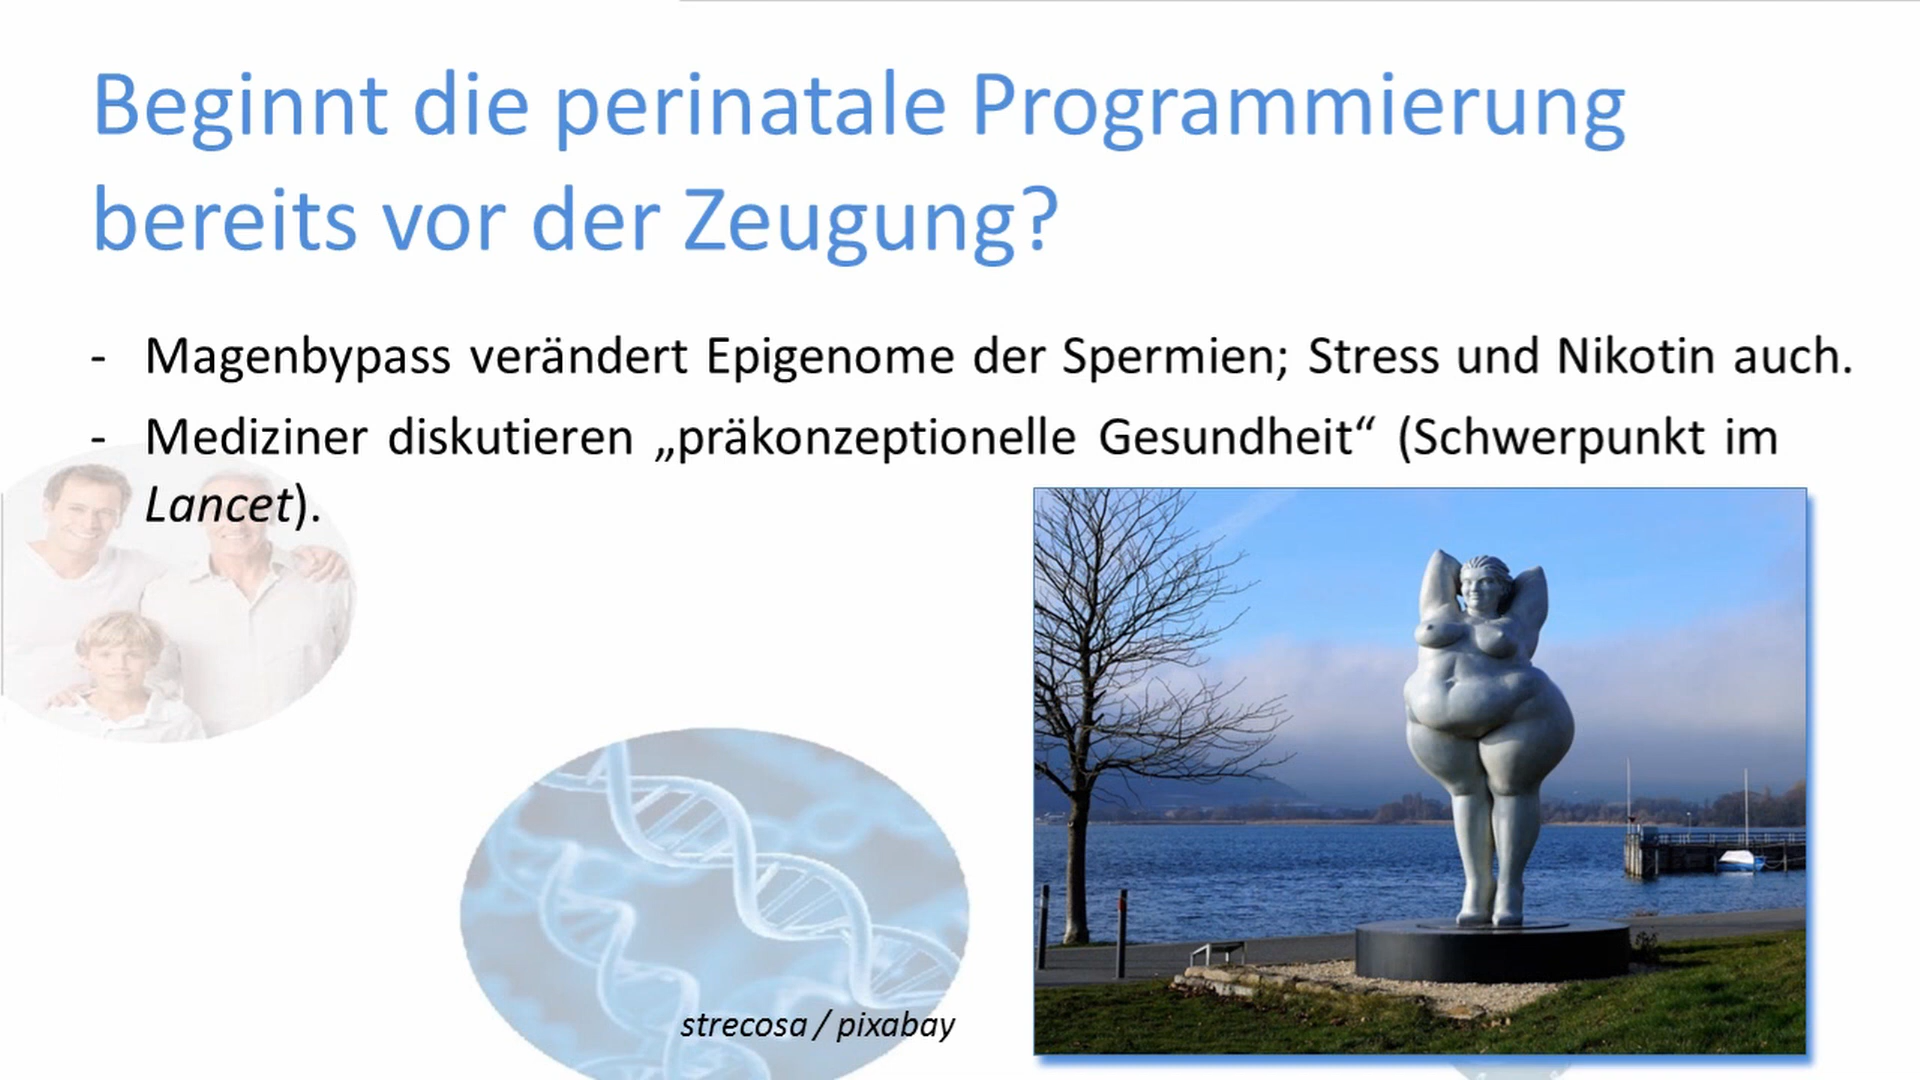 Beginnt die perinatale Programmierung
bereits vor der Zeugung?
- Magenbypass verändert Epigenome der Spermien; Stress und Nikotin auch.
- Mediziner diskutieren „präkonzeptionelle Gesundheit“ (Schwerpunkt im
Lancet).
strecosa / pixabay